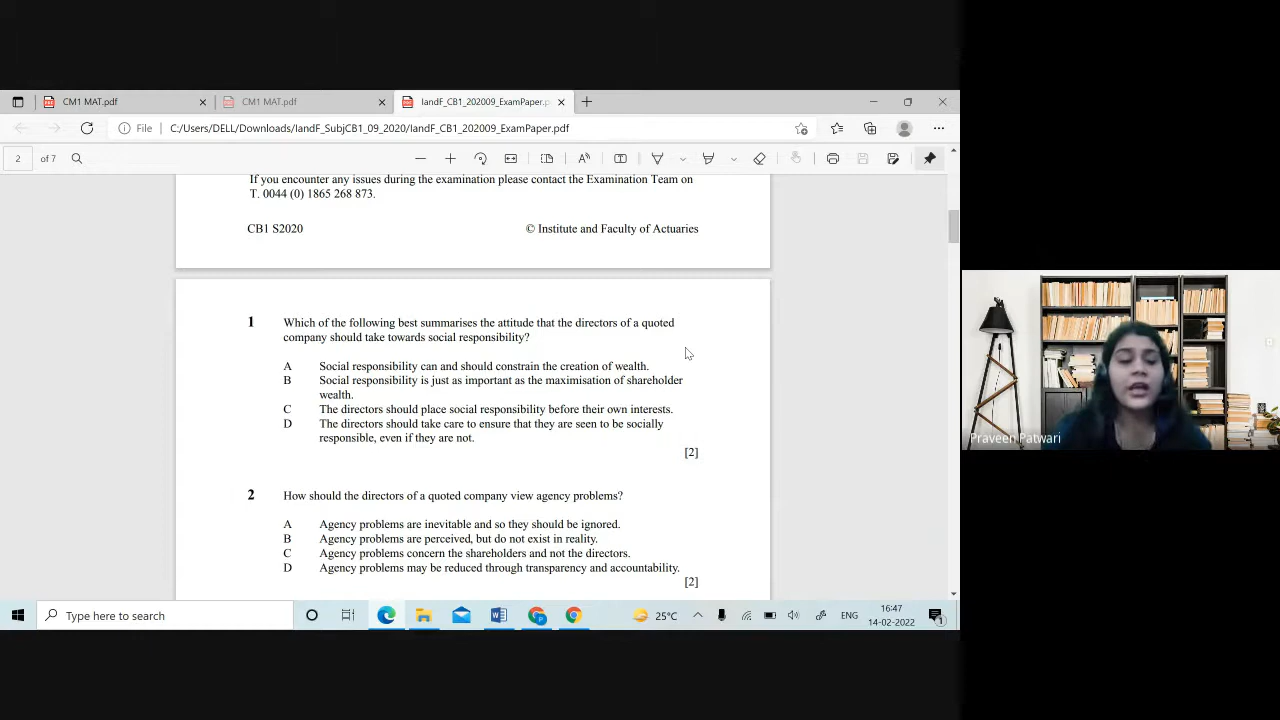 CM1 MAT.pdf
CM1 MAT.pdf
IandF_CB1_202009_ExamPaper.p
File
C:/Users/DELL/Downloads/IandF_SubjCB1_09_2020/IandF_CB1_202009_ExamPaper.pdf
2 of 7
If you encounter any issues during the examination please contact the Examination Team on
T. 0044 (0) 1865 268 873.
CB1 S2020 © Institute and Faculty of Actuaries
1 Which of the following best summarises the attitude that the directors of a quoted
company should take towards social responsibility?
A Social responsibility can and should constrain the creation of wealth.
B Social responsibility is just as important as the maximisation of shareholder
wealth.
C The directors should place social responsibility before their own interests.
D The directors should take care to ensure that they are seen to be socially
responsible, even if they are not.
[2]
2 How should the directors of a quoted company view agency problems?
A Agency problems are inevitable and so they should be ignored.
B Agency problems are perceived, but do not exist in reality.
C Agency problems concern the shareholders and not the directors.
D Agency problems may be reduced through transparency and accountability.
[2]
Praveen Patwari
Type here to search
25°C
ENG
16:47
14-02-2022
1